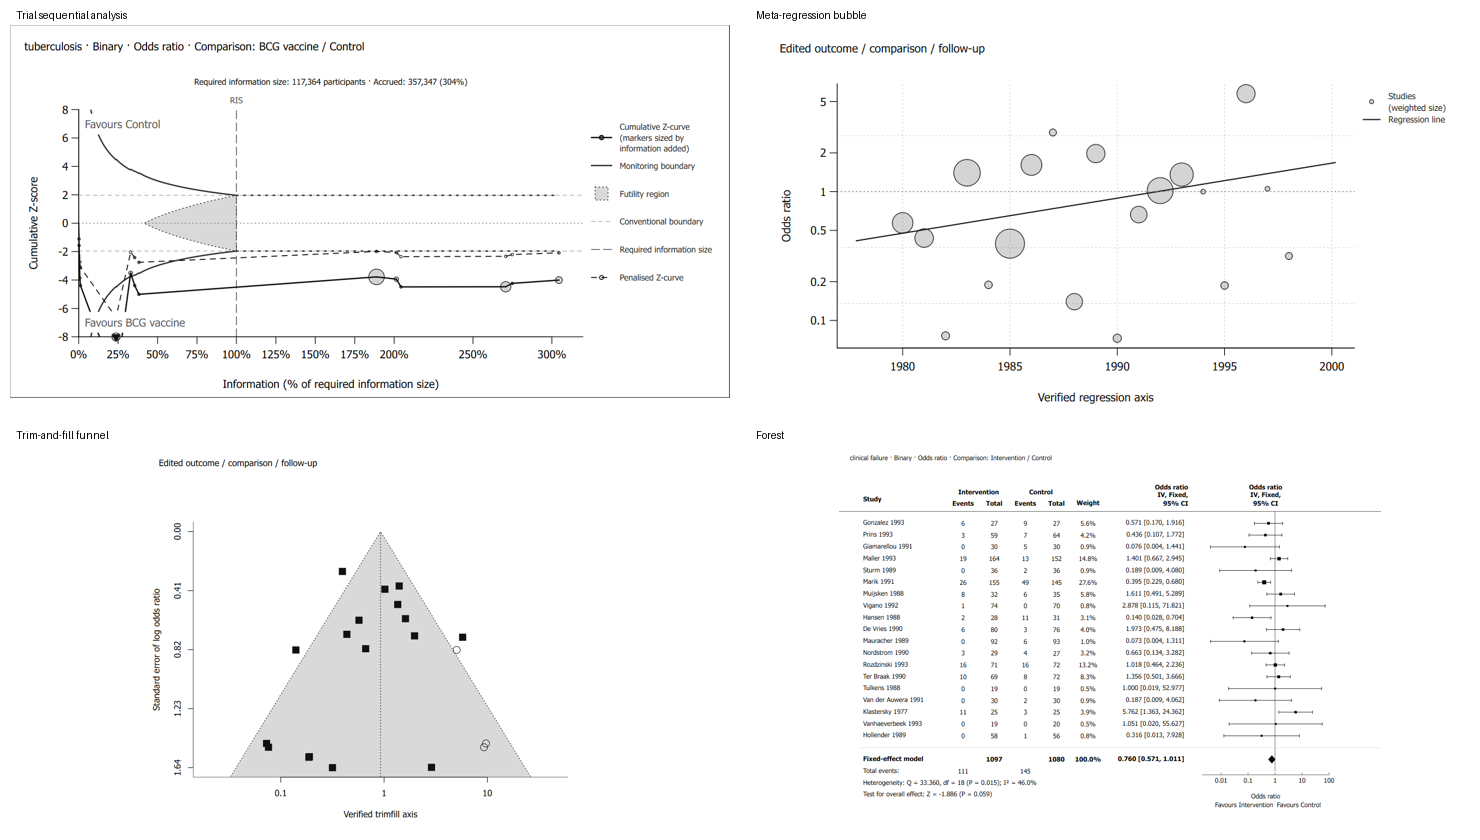 Trial sequential analysis
tuberculosis · Binary · Odds ratio · Comparison: BCG vaccine / Control
Required information size: 117,364 participants · Accrued: 357,347 (304%)
RIS
8
6
4
2
0
-2
-4
-6
-8
Cumulative Z-score
Favours Control
Favours BCG vaccine
0%
25%
50%
75%
100%
125%
150%
175%
200%
250%
300%
Information (% of required information size)
Cumulative Z-curve
(markers sized by
information added)
Monitoring boundary
Futility region
Conventional boundary
Required information size
Penalised Z-curve
Meta-regression bubble
Edited outcome / comparison / follow-up
5
2
1
0.5
0.2
0.1
Odds ratio
1980
1985
1990
1995
2000
Verified regression axis
Studies
(weighted size)
Regression line
Trim-and-fill funnel
Edited outcome / comparison / follow-up
0.00
0.41
0.82
1.23
1.64
Standard error of log odds ratio
0.1
1
10
Verified trimfill axis
Forest
clinical failure · Binary · Odds ratio · Comparison: Intervention / Control
Study
Intervention
Events Total
Control
Events Total
Weight
Odds ratio
IV, Fixed,
95% CI
Odds ratio
IV, Fixed,
95% CI
Gonzalez 1993 6 27 9 27 5.6% 0.571 [0.170, 1.916]
Prins 1993 3 59 7 64 4.2% 0.436 [0.107, 1.772]
Giamarellou 1991 0 30 5 30 0.9% 0.076 [0.004, 1.441]
Maller 1993 19 164 13 152 14.8% 1.401 [0.667, 2.945]
Sturm 1989 0 36 2 36 0.9% 0.189 [0.009, 4.080]
Marik 1991 26 155 49 145 27.6% 0.395 [0.229, 0.680]
Muijsken 1988 8 32 6 35 5.8% 1.611 [0.491, 5.289]
Vigano 1992 1 74 0 70 0.8% 2.878 [0.115, 71.821]
Hansen 1988 2 28 11 31 3.1% 0.140 [0.028, 0.704]
De Vries 1990 6 80 3 76 4.0% 1.973 [0.475, 8.188]
Mauracher 1989 0 92 6 93 1.0% 0.073 [0.004, 1.311]
Nordstrom 1990 3 29 4 27 3.2% 0.663 [0.134, 3.282]
Rozdzinski 1993 16 71 16 72 13.2% 1.018 [0.464, 2.236]
Ter Braak 1990 10 69 8 72 8.3% 1.356 [0.501, 3.666]
Tulkens 1988 0 19 0 19 0.5% 1.000 [0.019, 52.977]
Van der Auwera 1991 0 30 2 30 0.9% 0.187 [0.009, 4.062]
Klastersky 1977 11 25 3 25 3.9% 5.762 [1.363, 24.362]
Vanhaeverbeek 1993 0 19 0 20 0.5% 1.051 [0.020, 55.627]
Hollender 1989 0 58 1 56 0.8% 0.316 [0.013, 7.928]
Fixed-effect model 1097 1080 100.0% 0.760 [0.571, 1.011]
Total events: 111 145
Heterogeneity: Q = 33.360, df = 18 (P = 0.015); I² = 46.0%
Test for overall effect: Z = -1.886 (P = 0.059)
0.01
0.1
1
10
100
Odds ratio
Favours Intervention Favours Control